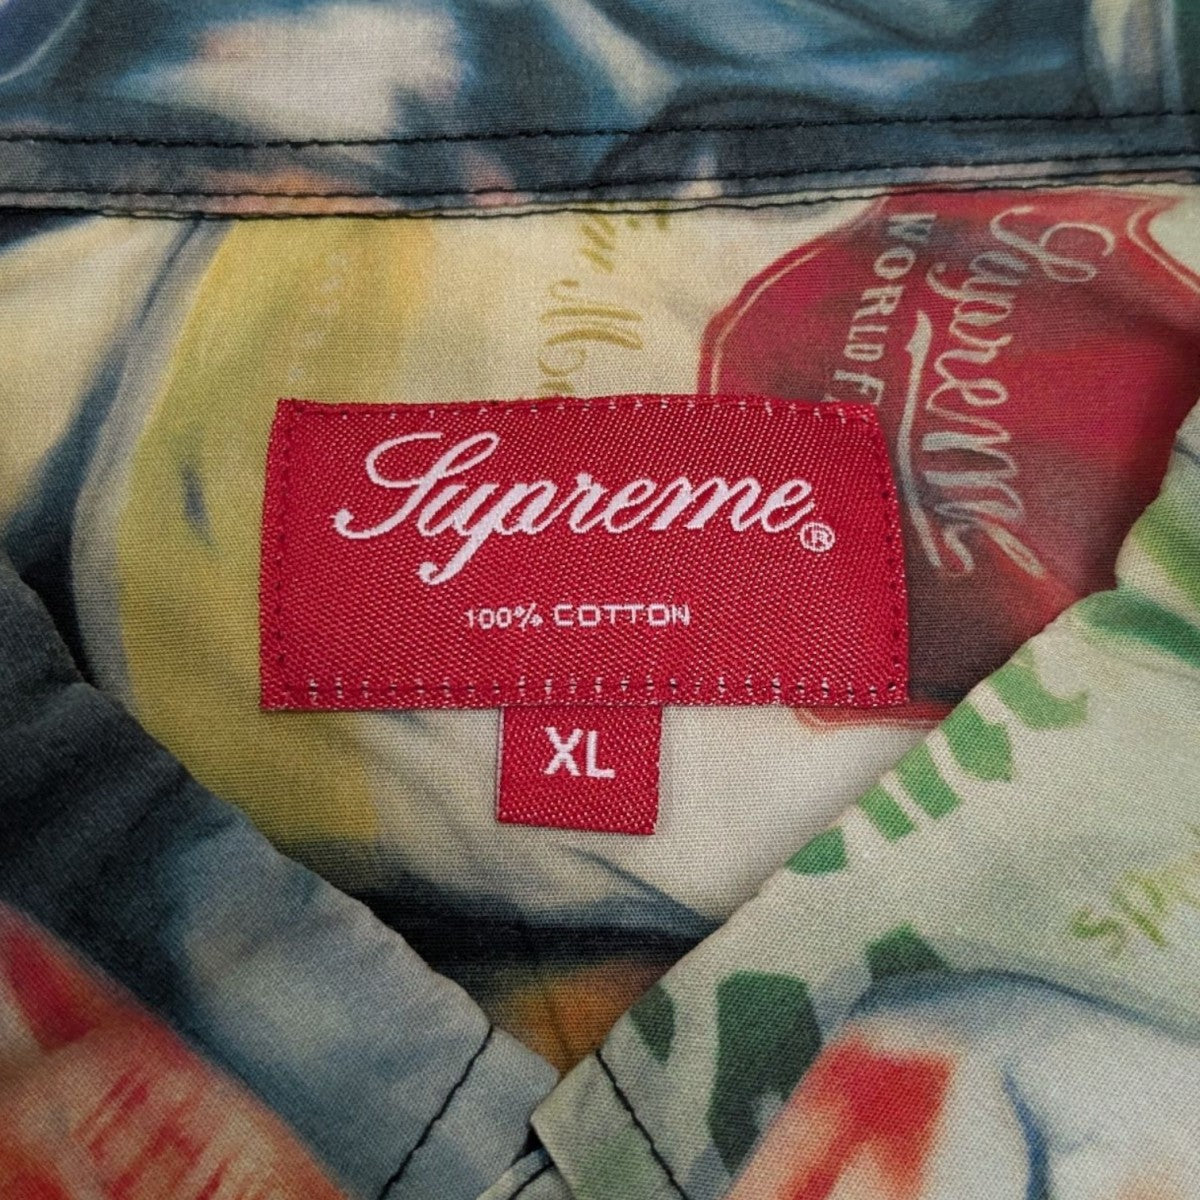 Supreme
WORLD F
Supreme®
100% COTTON
XL